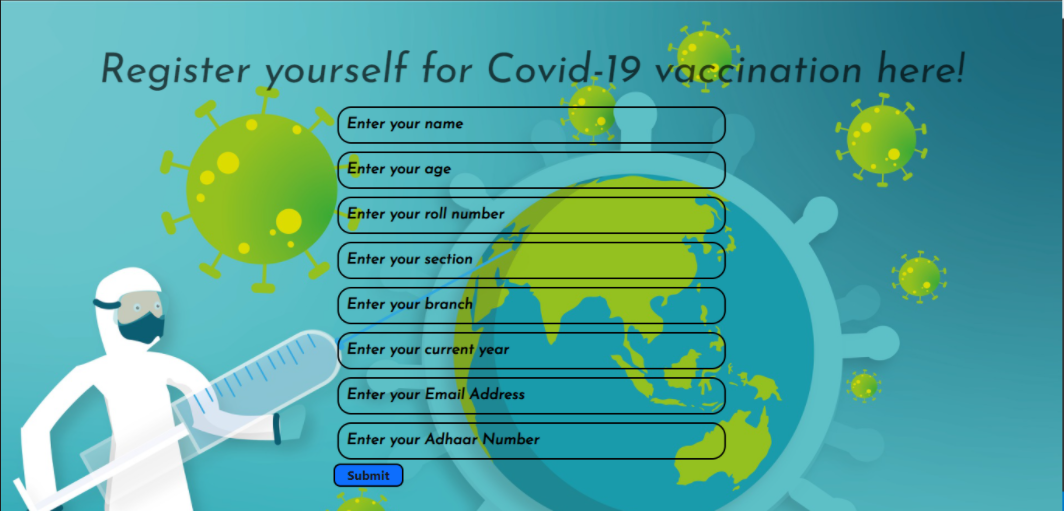 Register yourself for Covid-19 vaccination here!
Enter your name
Enter your age
Enter your roll number
Enter your section
Enter your branch
Enter your current year
Enter your Email Address
Enter your Adhaar Number
Submit